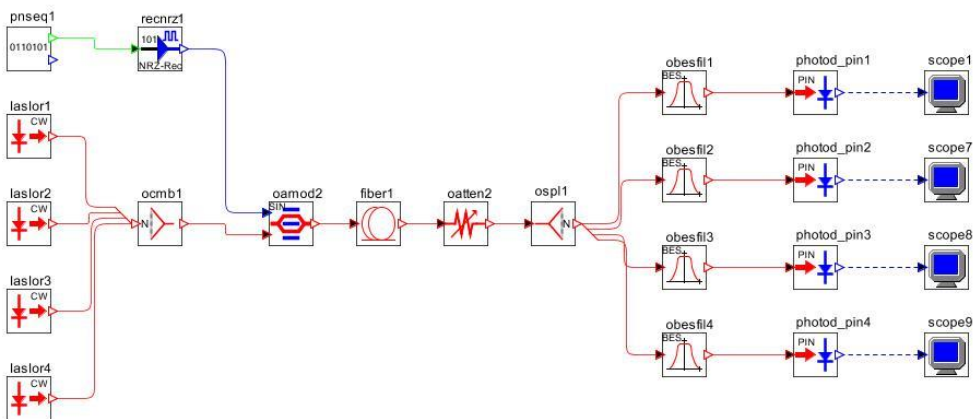 pnseq1
0110101
recnrz1
101
NRZ-Rec
laslor1
CW
laslor2
CW
laslor3
CW
laslor4
CW
ocmb1
N
oamod2
SIN
fiber1
oatten2
ospl1
N
obesfil1
BES
photod_pin1
PIN
scope1
obesfil2
BES
photod_pin2
PIN
scope7
obesfil3
BES
photod_pin3
PIN
scope8
obesfil4
BES
photod_pin4
PIN
scope9